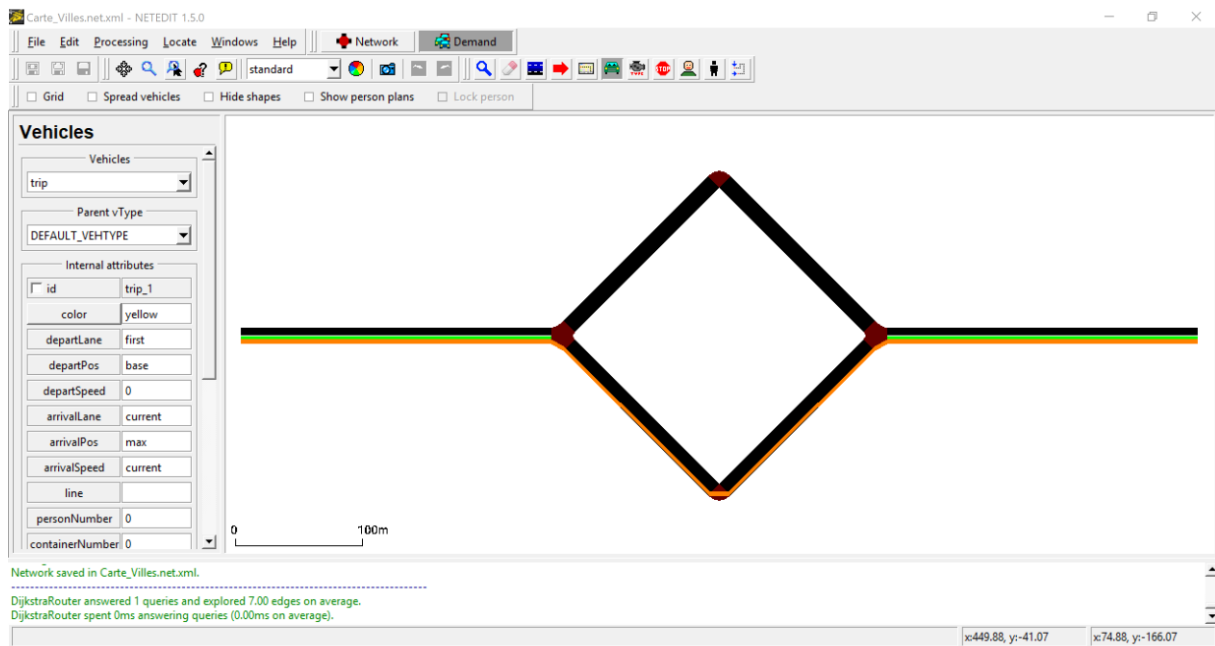 Carte_Villes.net.xml - NETEDIT 1.5.0
File Edit Processing Locate Windows Help Network Demand
standard
Grid Spread vehicles Hide shapes Show person plans Lock person
Vehicles
Vehicles
trip
Parent vType
DEFAULT_VEHTYPE
Internal attributes
id trip_1
color yellow
departLane first
departPos base
departSpeed 0
arrivalLane current
arrivalPos max
arrivalSpeed current
line
personNumber 0
containerNumber 0
0 100m
Network saved in Carte_Villes.net.xml.
DijkstraRouter answered 1 queries and explored 7.00 edges on average.
DijkstraRouter spent 0ms answering queries (0.00ms on average).
x:449.88, y:-41.07 x:74.88, y:-166.07